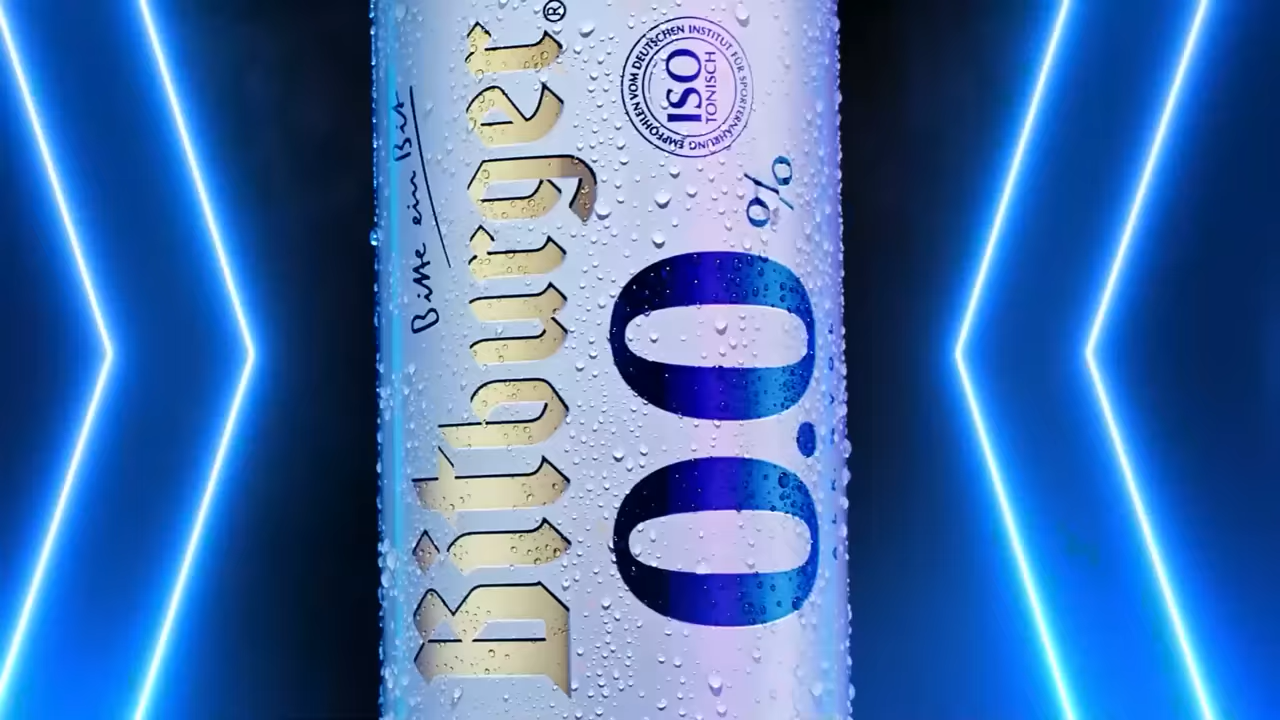 Bitte ein Bit
Bitburger®
0.0%
EMPFOHLEN VOM DEUTSCHEN INSTITUT FÜR SPORTERNÄHRUNG
ISO
TONISCH